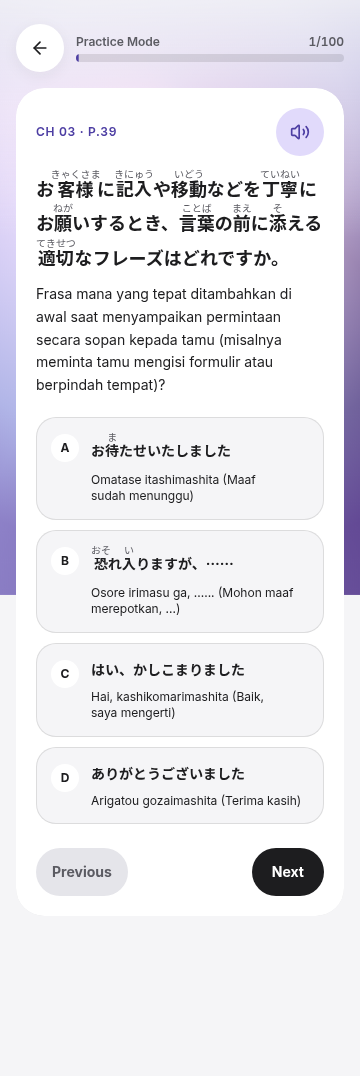 Practice Mode
1/100
CH 03 · P.39
きゃくさま きにゅう いどう ていねい
お客様に記入や移動などを丁寧に
ねが ことば まえ そ
お願いするとき、言葉の前に添える
てきせつ
適切なフレーズはどれですか。
Frasa mana yang tepat ditambahkan di
awal saat menyampaikan permintaan
secara sopan kepada tamu (misalnya
meminta tamu mengisi formulir atau
berpindah tempat)?
A
ま
お待たせいたしました
Omatase itashimashita (Maaf
sudah menunggu)
B
おそ い
恐れ入りますが、……
Osore irimasu ga, …… (Mohon maaf
merepotkan, ...)
C
はい、かしこまりました
Hai, kashikomarimashita (Baik,
saya mengerti)
D
ありがとうございました
Arigatou gozaimashita (Terima kasih)
Previous
Next